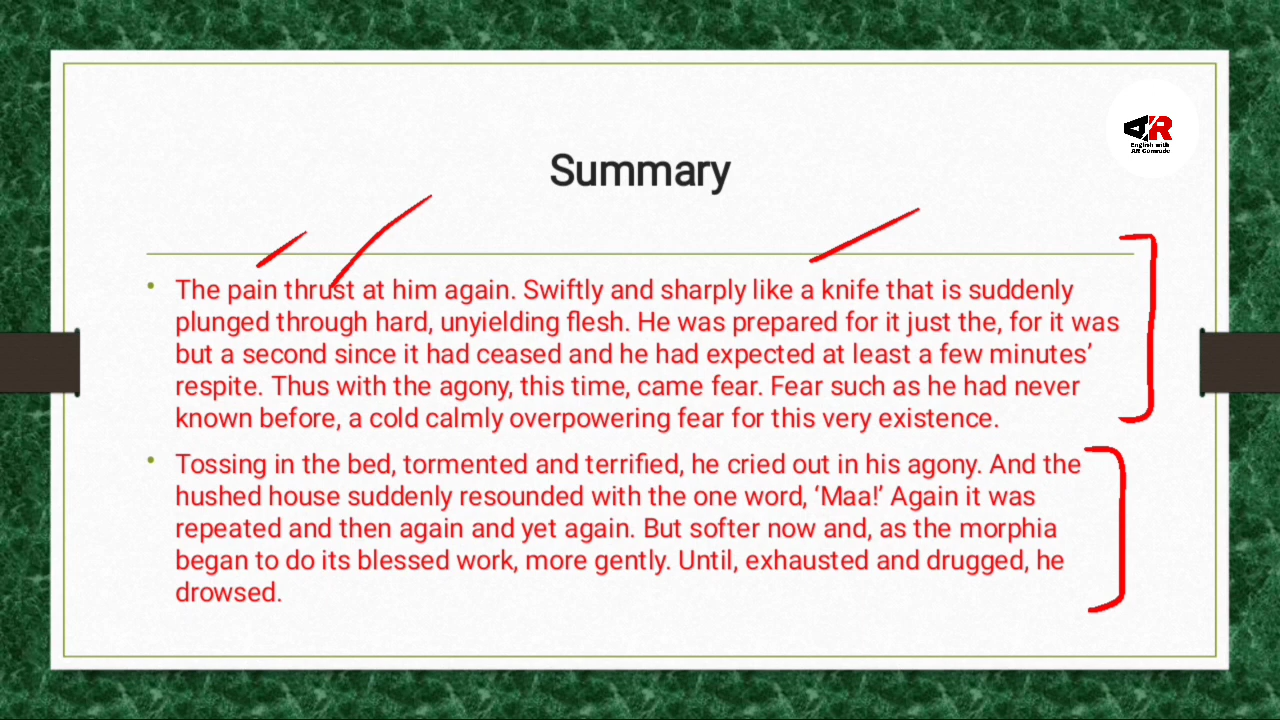 AR
English with
AR Comrade
Summary
• The pain thrust at him again. Swiftly and sharply like a knife that is suddenly
plunged through hard, unyielding flesh. He was prepared for it just the, for it was
but a second since it had ceased and he had expected at least a few minutes’
respite. Thus with the agony, this time, came fear. Fear such as he had never
known before, a cold calmly overpowering fear for this very existence.
• Tossing in the bed, tormented and terrified, he cried out in his agony. And the
hushed house suddenly resounded with the one word, ‘Maa!’ Again it was
repeated and then again and yet again. But softer now and, as the morphia
began to do its blessed work, more gently. Until, exhausted and drugged, he
drowsed.